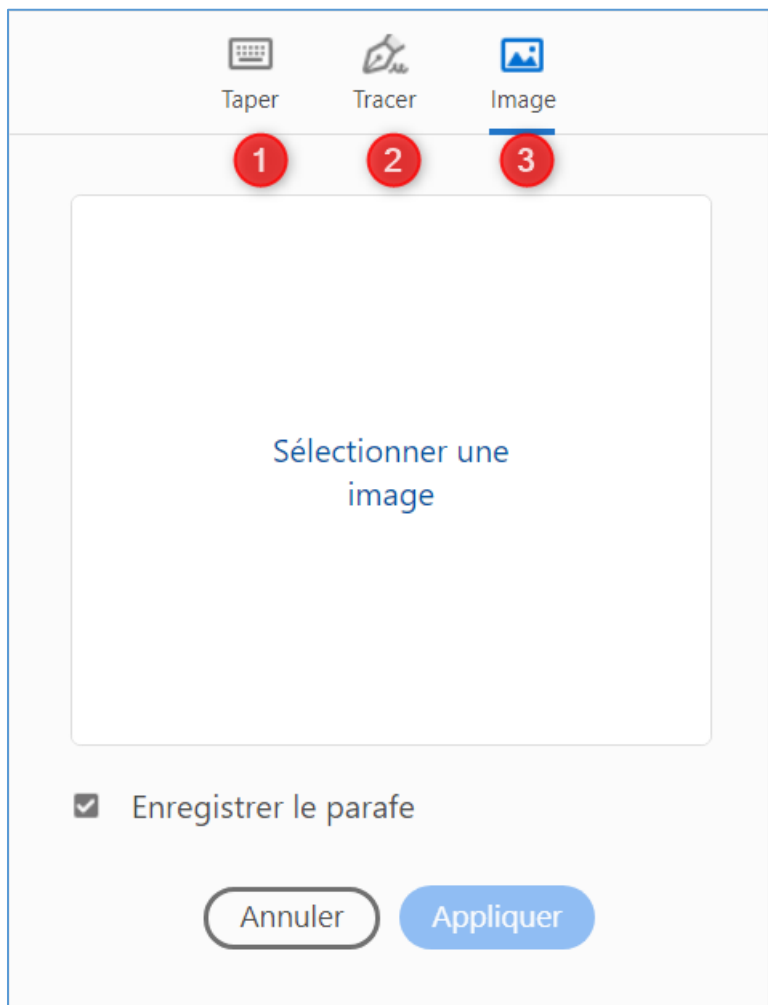 Taper Tracer Image
1 2 3
Sélectionner une
image
Enregistrer le parafe
Annuler Appliquer